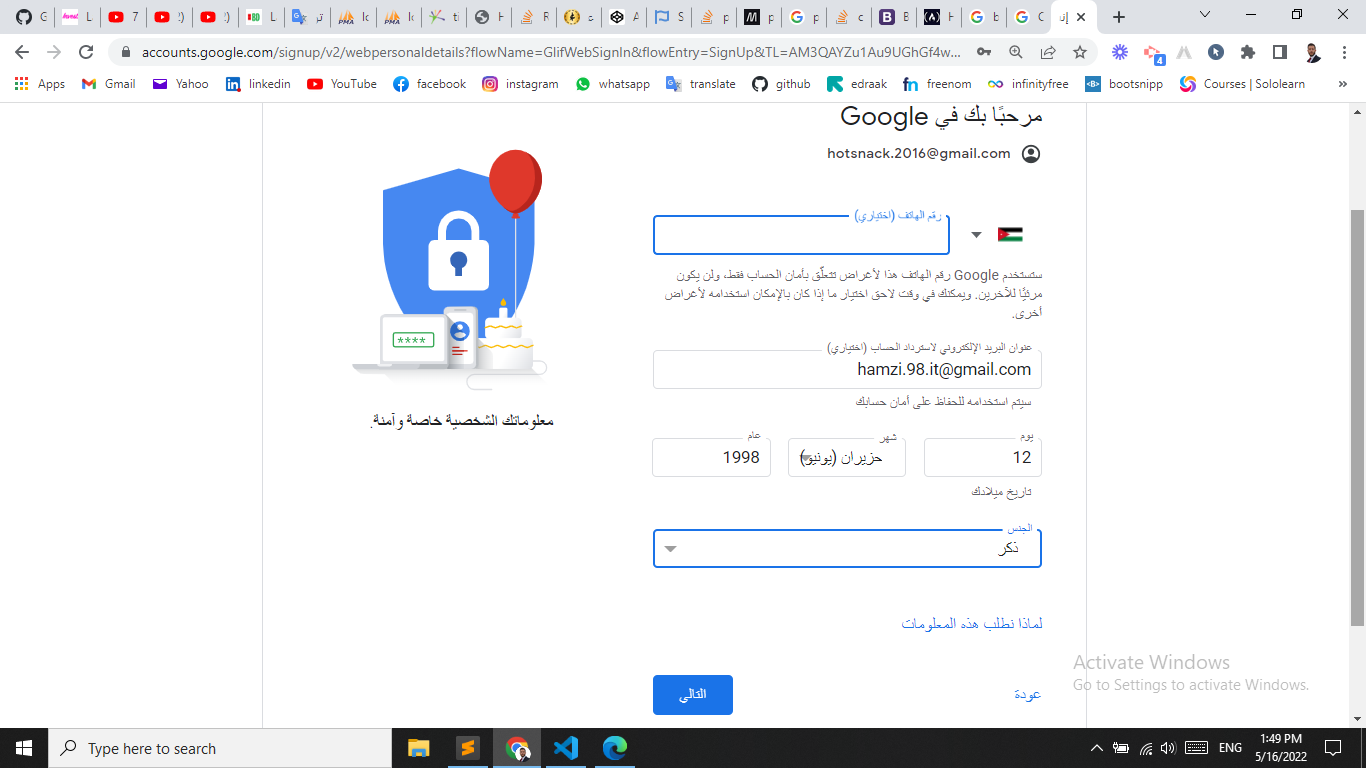 accounts.google.com/signup/v2/webpersonaldetails?flowName=GlifWebSignIn&flowEntry=SignUp&TL=AM3QAYZu1Au9UGhGf4w...
4
Apps
Gmail
Yahoo
linkedin
YouTube
facebook
instagram
whatsapp
translate
github
edraak
freenom
infinityfree
bootsnipp
Courses | Sololearn
»
مرحبًا بك في Google
hotsnack.2016@gmail.com
رقم الهاتف (اختياري)
ستستخدم Google رقم الهاتف هذا لأغراض تتعلّق بأمان الحساب فقط، ولن يكون
مرئيًا للآخرين. ويمكنك في وقت لاحق اختيار ما إذا كان بالإمكان استخدامه لأغراض
أخرى.
****
عنوان البريد الإلكتروني لاسترداد الحساب (اختياري)
hamzi.98.it@gmail.com
سيتم استخدامه للحفاظ على أمان حسابك
معلوماتك الشخصية خاصة وآمنة.
يوم
12
شهر
حزيران (يونيو)
عام
1998
تاريخ ميلادك
الجنس
ذكر
لماذا نطلب هذه المعلومات
عودة
التالي
Activate Windows
Go to Settings to activate Windows.
Type here to search
ENG
1:49 PM
5/16/2022